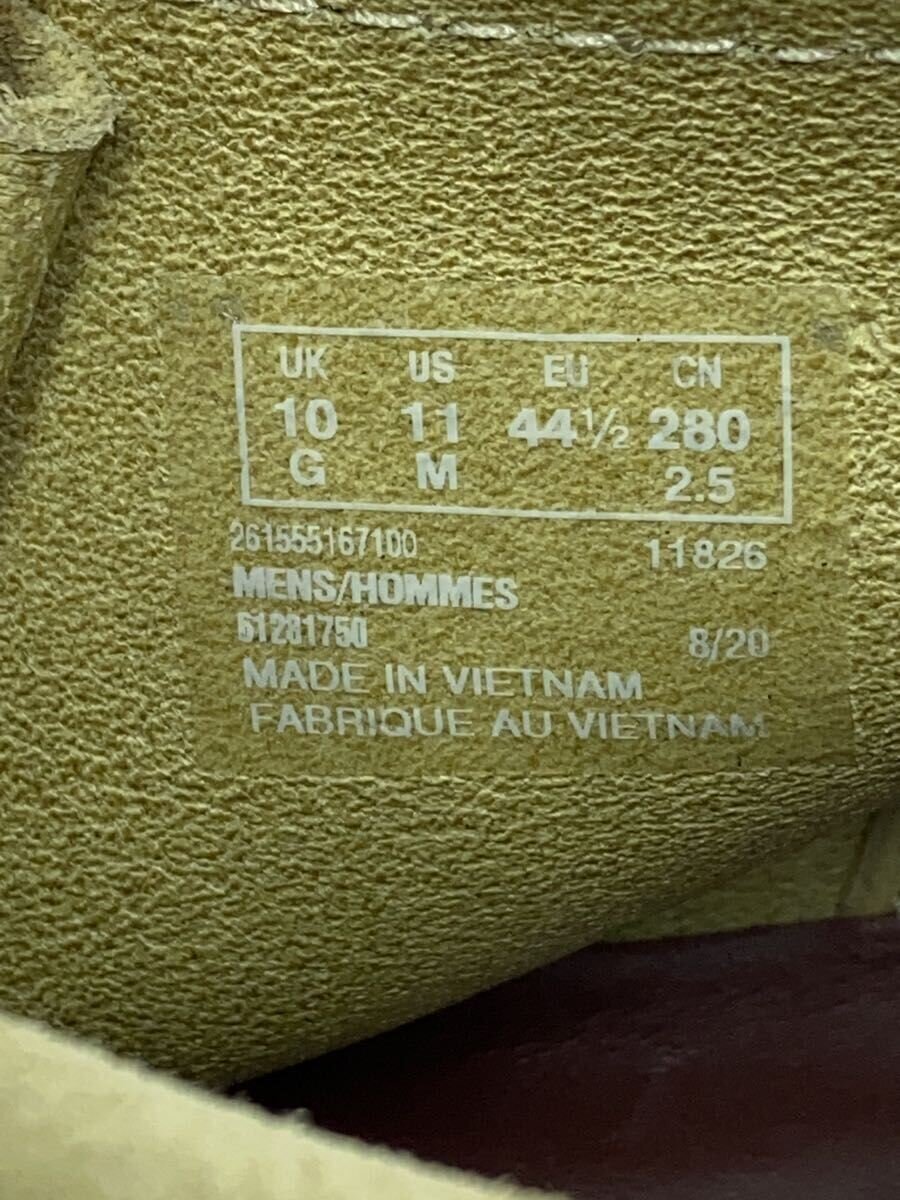 UK US EU CN
10 11 44½ 280
G M 2.5
261555167100 11826
MENS/HOMMES
61281750 8/20
MADE IN VIETNAM
FABRIQUE AU VIETNAM